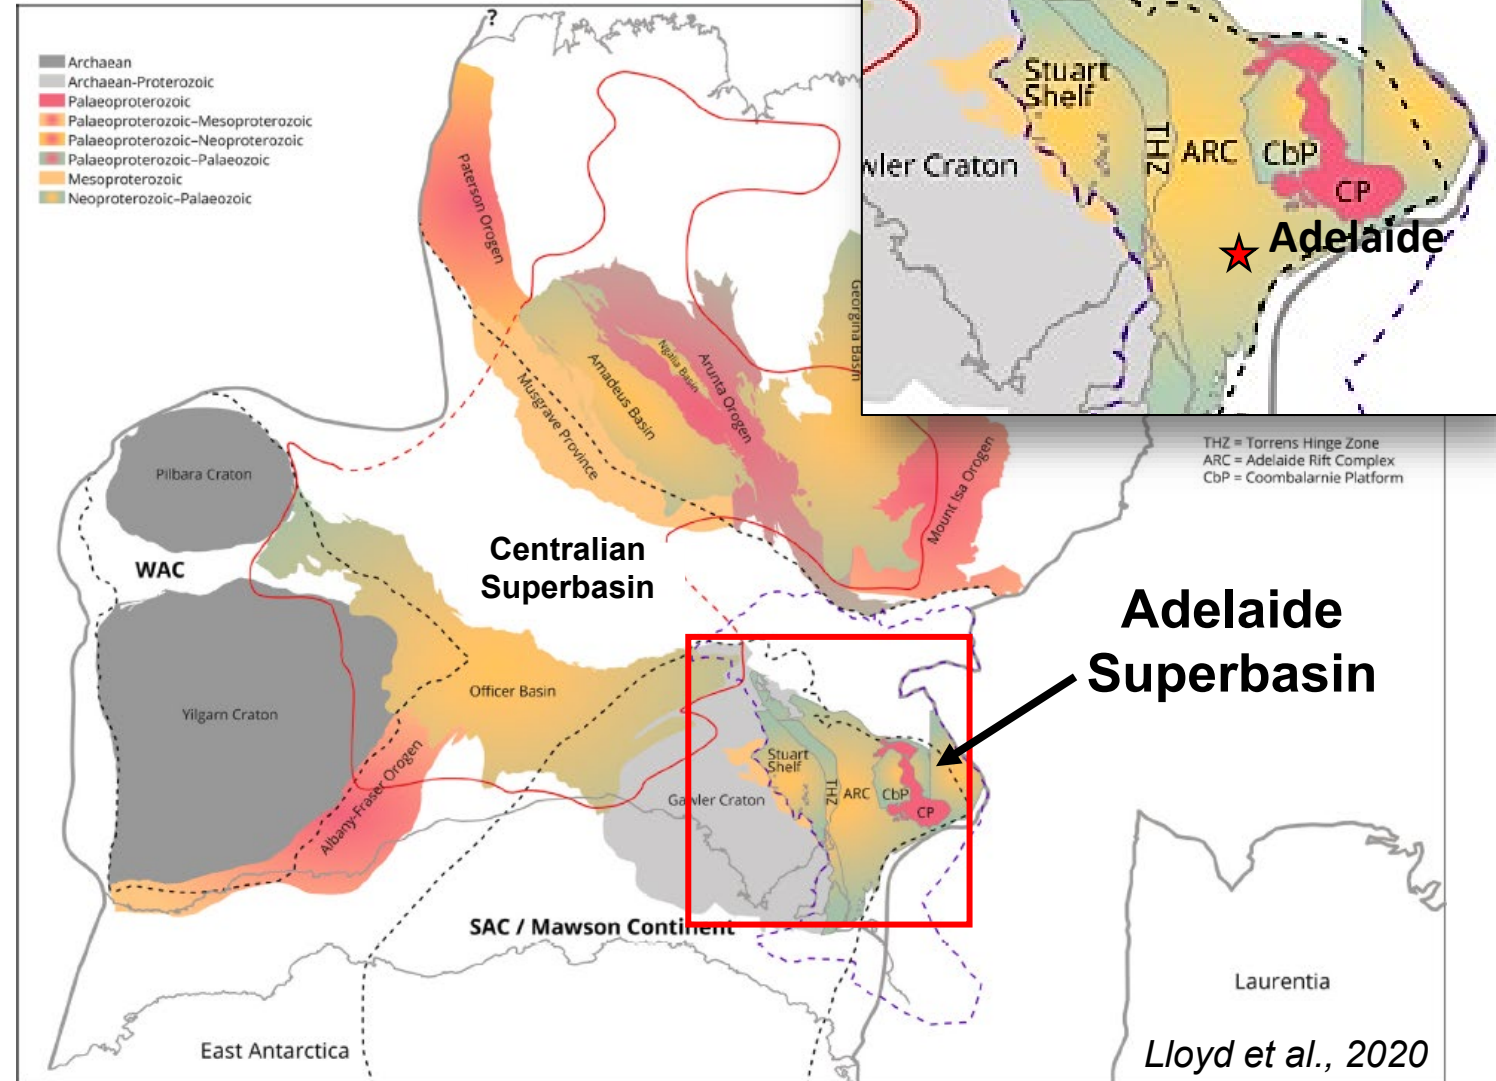 ?
Archaean
Archaean-Proterozoic
Palaeoproterozoic
Palaeoproterozoic–Mesoproterozoic
Palaeoproterozoic–Neoproterozoic
Palaeoproterozoic–Palaeozoic
Mesoproterozoic
Neoproterozoic–Palaeozoic
Stuart
Shelf
THZ
ARC
CbP
CP
wler Craton
Adelaide
Paterson Orogen
Georgina Basin
Ngalia Basin
Arunta Orogen
Amadeus Basin
Musgrave Province
Mount Isa Orogen
THZ = Torrens Hinge Zone
ARC = Adelaide Rift Complex
CbP = Coombalarnie Platform
Pilbara Craton
WAC
Centralian
Superbasin
Adelaide
Superbasin
Yilgarn Craton
Officer Basin
Albany-Fraser Orogen
Stuart
Shelf
THZ
ARC
CbP
CP
Gawler Craton
SAC / Mawson Continent
East Antarctica
Laurentia
Lloyd et al., 2020